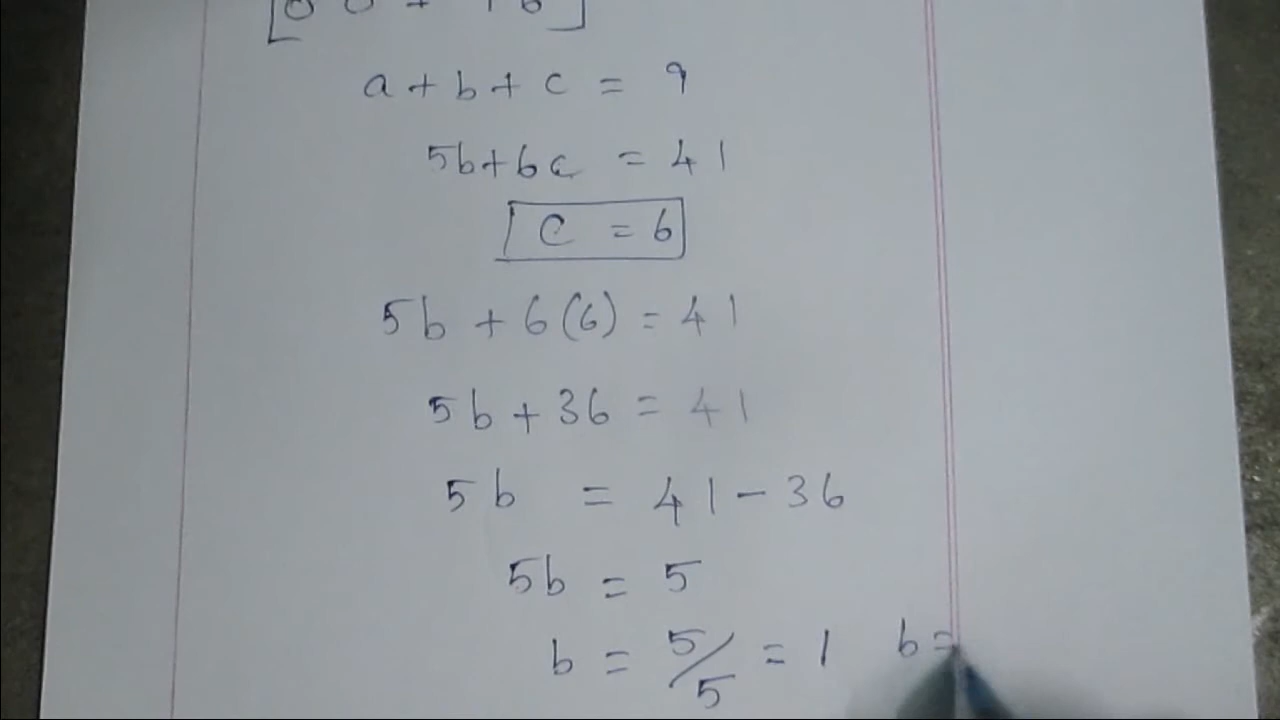 a + b + c = 9
5b + 6c = 41
c = 6
5b + 6(6) = 41
5b + 36 = 41
5b = 41 - 36
5b = 5
b = 5/5 = 1 b =